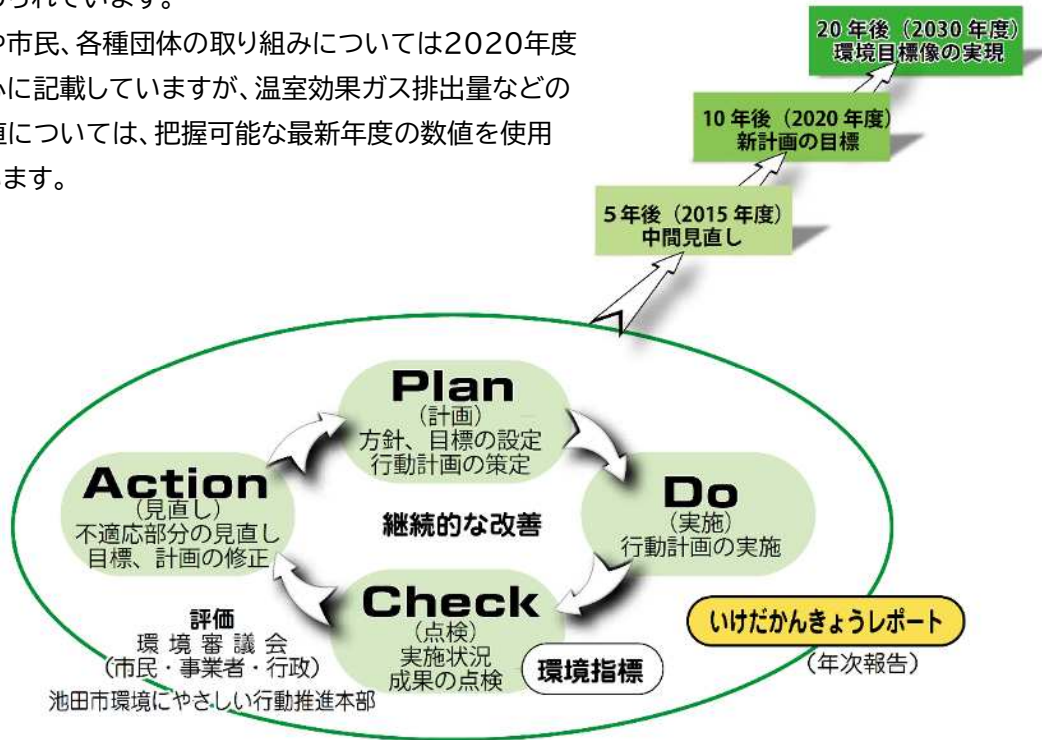 られています。
市民、各種団体の取り組みについては2020年度
に記載していますが、温室効果ガス排出量などの
については、把握可能な最新年度の数値を使用
ます。
20年後（2030年度）
環境目標像の実現
10年後（2020年度）
新計画の目標
5年後（2015年度）
中間見直し
Plan
（計画）
方針、目標の設定
行動計画の策定
Action
（見直し）
不適応部分の見直し
目標、計画の修正
継続的な改善
Do
（実施）
行動計画の実施
Check
（点検）
実施状況
成果の点検
環境指標
評価
環境審議会
（市民・事業者・行政）
池田市環境にやさしい行動推進本部
いけだかんきょうレポート
（年次報告）